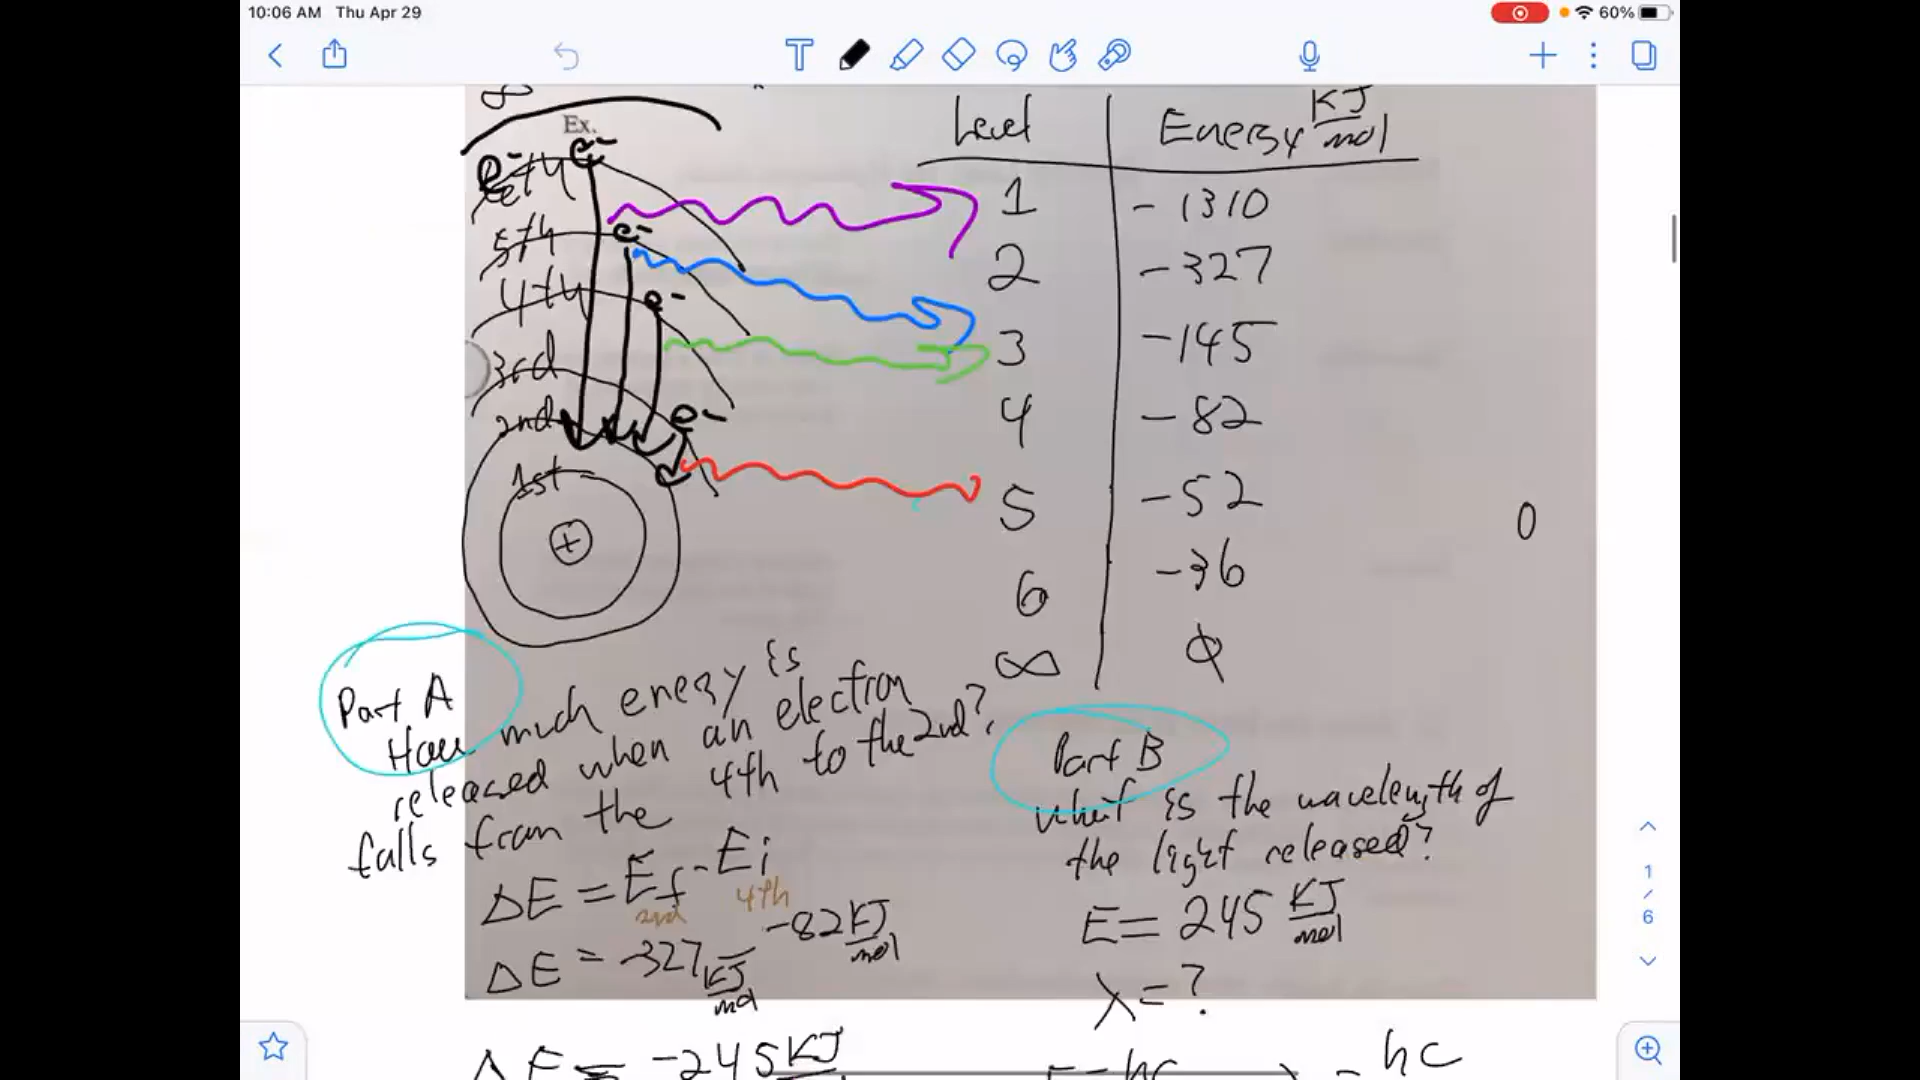 10:06 AM Thu Apr 29
60%
T
∞
Level Energy KJ/mol
Ex.
e-
e-
5th
e-
4th
e-
3rd
2nd
e-
1st
+
1 -1310
2 -327
3 -145
4 -82
5 -52
6 -36
∞ 0
0
Part A
How much energy is
released when an electron
falls from the 4th to the 2nd?
ΔE = Ef - Ei
2nd 4th
ΔE = -327 KJ/mol - -82 KJ/mol
ΔE = -245 KJ
Part B
What is the wavelength of
the light released?
E = 245 KJ/mol
λ = ?
hc
hc
1
/
6